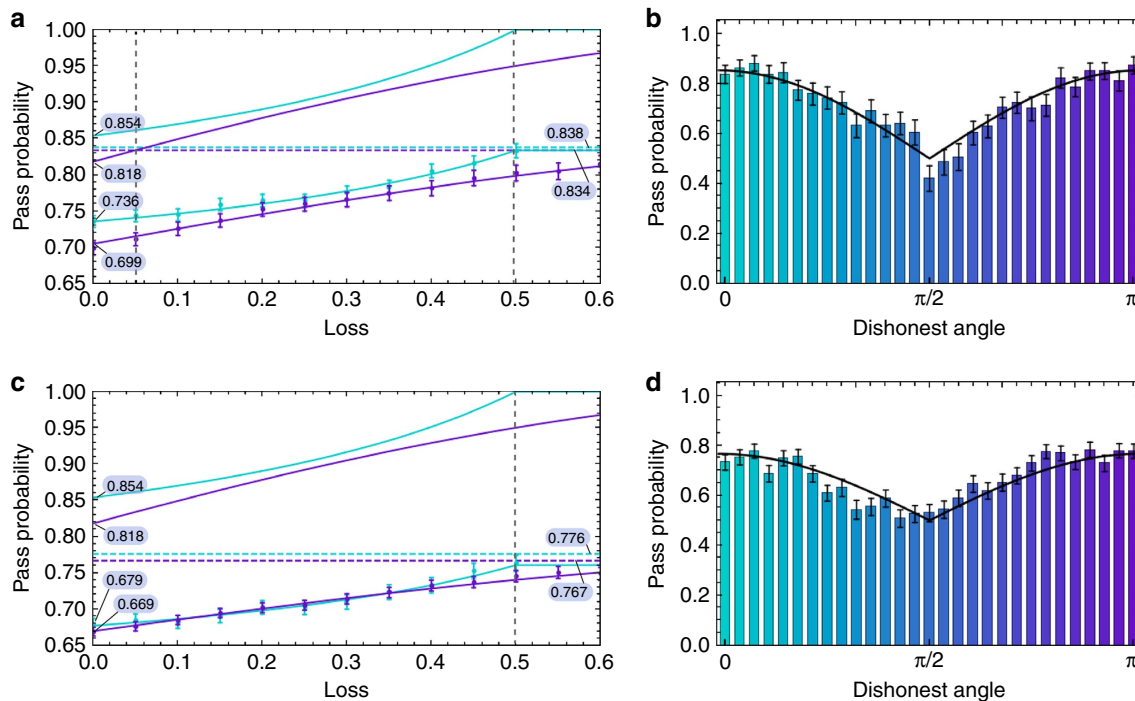 a
Pass probability
1.00
0.95
0.90
0.85
0.80
0.75
0.70
0.65
0.854
0.818
0.736
0.699
0.838
0.834
0.0 0.1 0.2 0.3 0.4 0.5 0.6
Loss
b
Pass probability
1.0
0.8
0.6
0.4
0.2
0.0
0 π/2 π
Dishonest angle
c
Pass probability
1.00
0.95
0.90
0.85
0.80
0.75
0.70
0.65
0.854
0.818
0.679
0.669
0.776
0.767
0.0 0.1 0.2 0.3 0.4 0.5 0.6
Loss
d
Pass probability
1.0
0.8
0.6
0.4
0.2
0.0
0 π/2 π
Dishonest angle